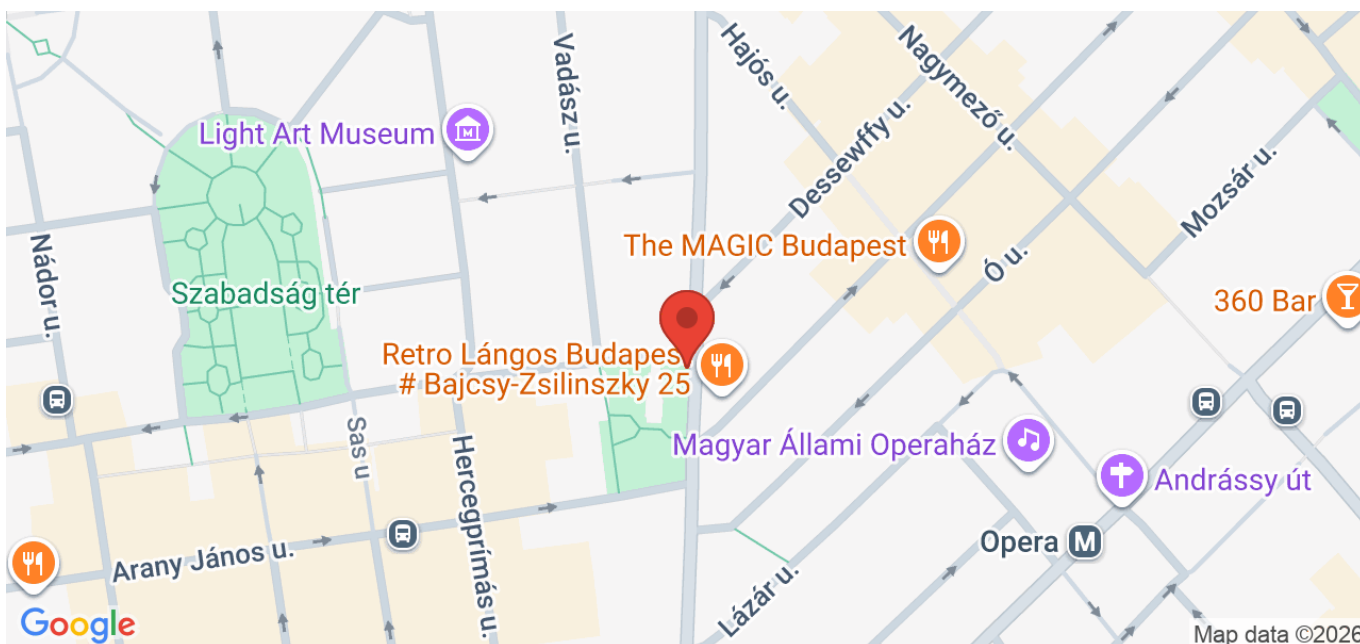 Hajós u.
Nagymező u.
Vadász u.
Light Art Museum
Dessewffy u.
Mozsár u.
The MAGIC Budapest
Nádor u.
Ó u.
Szabadság tér
360 Bar
Retro Lángos Budapest
# Bajcsy-Zsilinszky 25
Sas u
Hercegprímás u.
Magyar Állami Operaház
Andrássy út
Opera M
Arany János u.
Lázár u.
Google
Map data ©2026